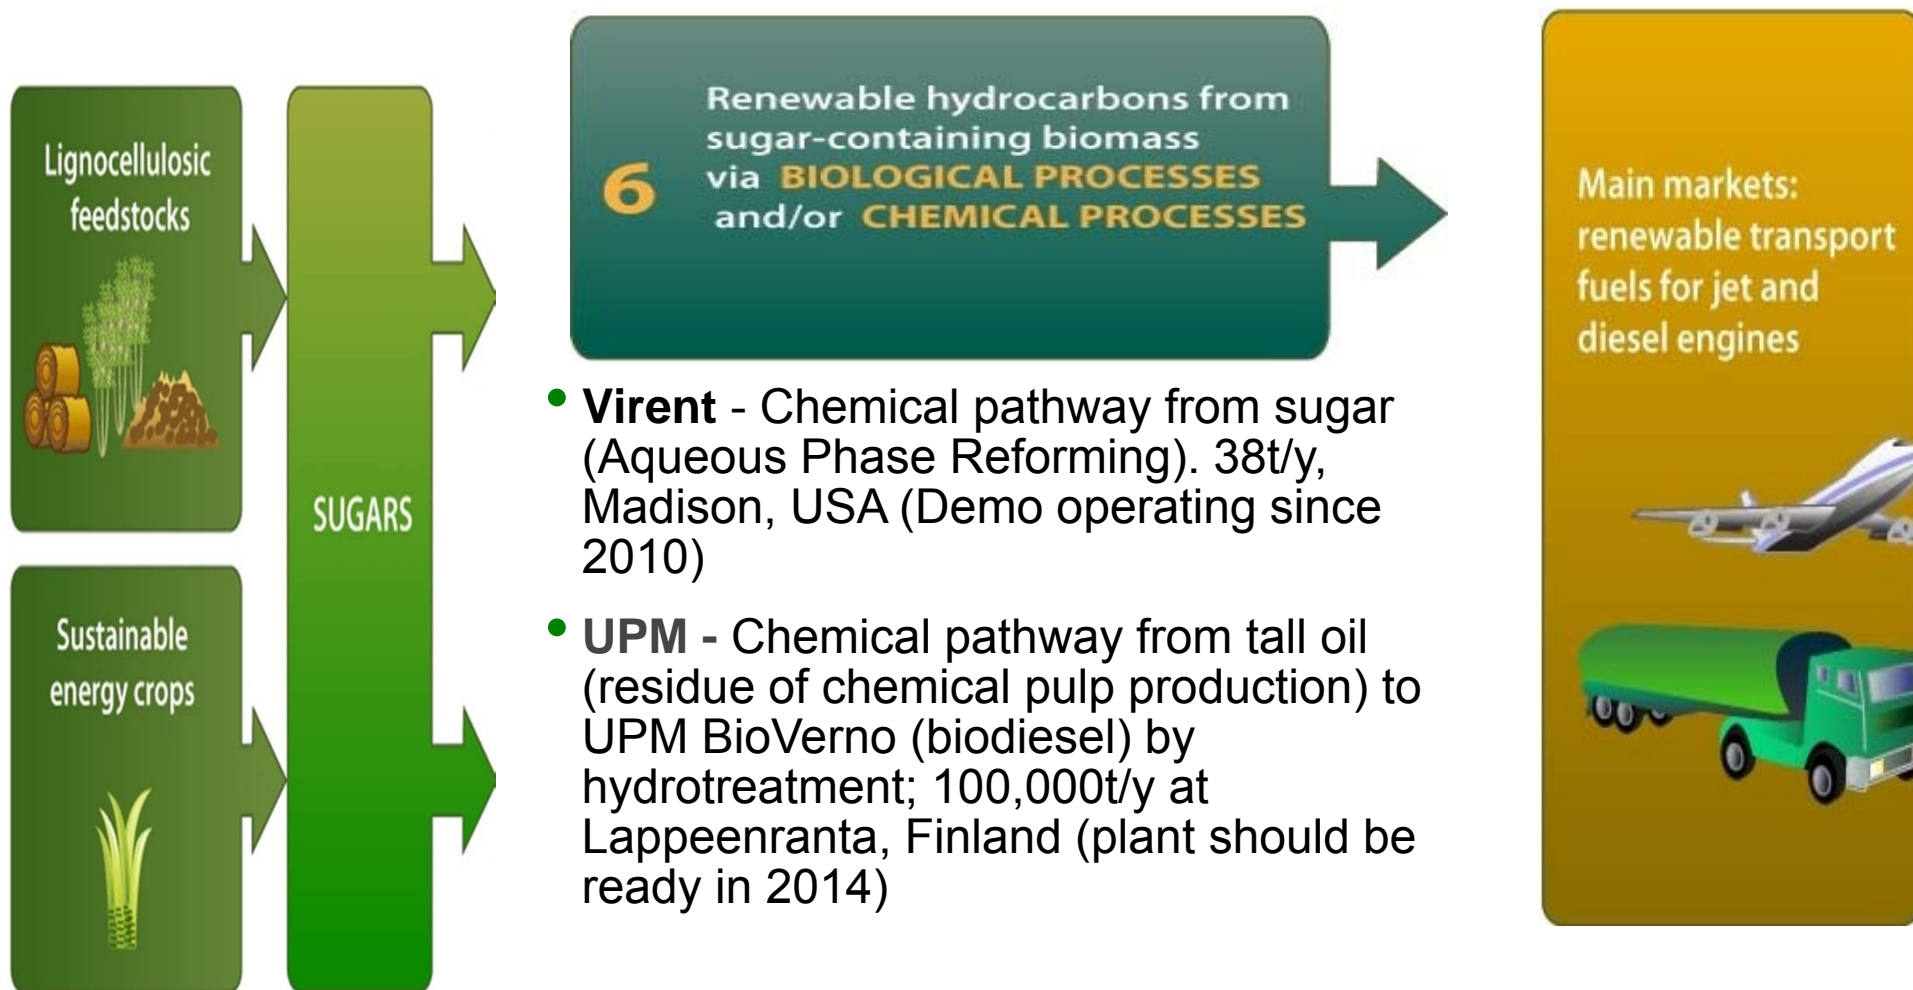 Lignocellulosic
feedstocks
Sustainable
energy crops
SUGARS
6
Renewable hydrocarbons from
sugar-containing biomass
via BIOLOGICAL PROCESSES
and/or CHEMICAL PROCESSES
• Virent - Chemical pathway from sugar
(Aqueous Phase Reforming). 38t/y,
Madison, USA (Demo operating since
2010)
• UPM - Chemical pathway from tall oil
(residue of chemical pulp production) to
UPM BioVerno (biodiesel) by
hydrotreatment; 100,000t/y at
Lappeenranta, Finland (plant should be
ready in 2014)
Main markets:
renewable transport
fuels for jet and
diesel engines